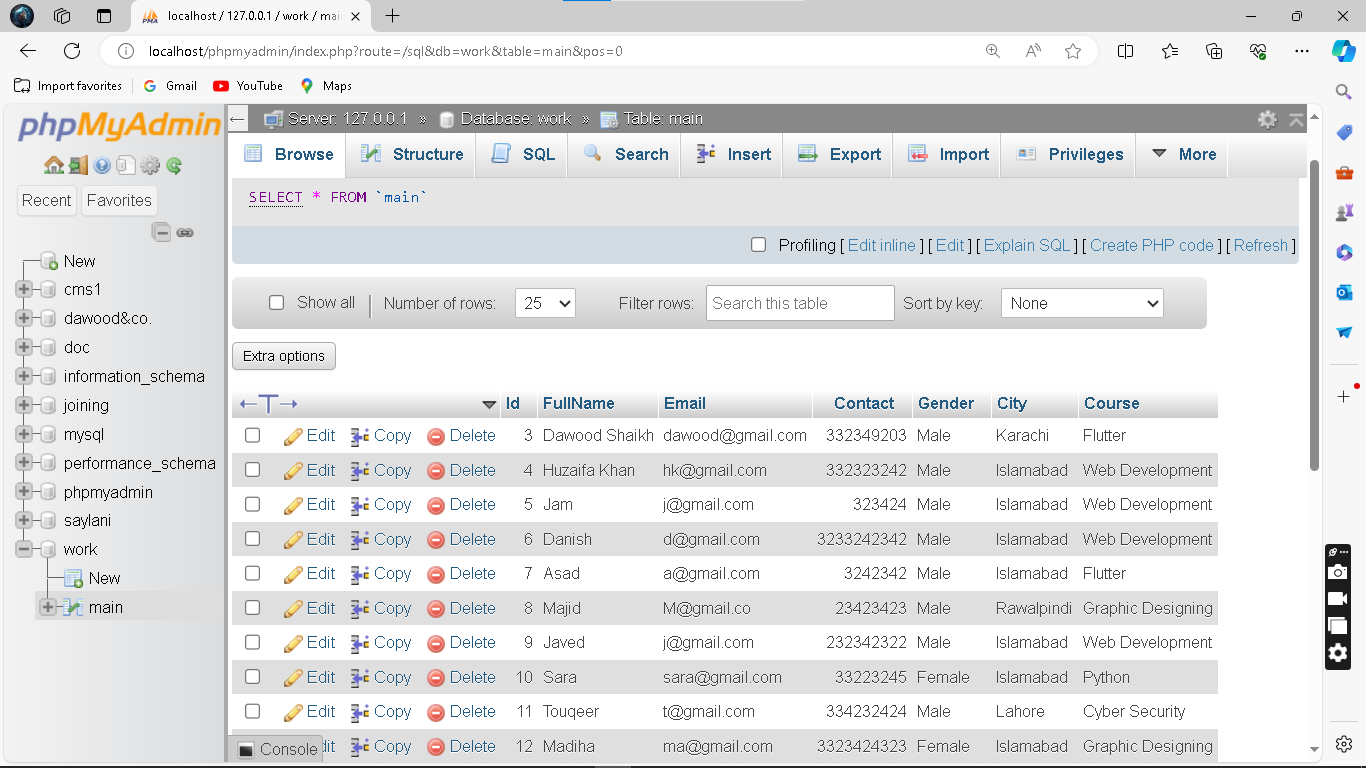 localhost / 127.0.0.1 / work / mai
localhost/phpmyadmin/index.php?route=/sql&db=work&table=main&pos=0
Import favorites Gmail YouTube Maps
phpMyAdmin
Recent Favorites
New
cms1
dawood&co.
doc
information_schema
joining
mysql
performance_schema
phpmyadmin
saylani
work
New
main
Server: 127.0.0.1 » Database: work » Table: main
Browse Structure SQL Search Insert Export Import Privileges More
SELECT * FROM `main`
Profiling [ Edit inline ] [ Edit ] [ Explain SQL ] [ Create PHP code ] [ Refresh ]
Show all Number of rows: 25 Filter rows: Search this table Sort by key: None
Extra options
←T→ Id FullName Email Contact Gender City Course
Edit Copy Delete 3 Dawood Shaikh dawood@gmail.com 332349203 Male Karachi Flutter
Edit Copy Delete 4 Huzaifa Khan hk@gmail.com 332323242 Male Islamabad Web Development
Edit Copy Delete 5 Jam j@gmail.com 323424 Male Islamabad Web Development
Edit Copy Delete 6 Danish d@gmail.com 3233242342 Male Islamabad Web Development
Edit Copy Delete 7 Asad a@gmail.com 3242342 Male Islamabad Flutter
Edit Copy Delete 8 Majid M@gmail.co 23423423 Male Rawalpindi Graphic Designing
Edit Copy Delete 9 Javed j@gmail.com 232342322 Male Islamabad Web Development
Edit Copy Delete 10 Sara sara@gmail.com 33223245 Female Islamabad Python
Edit Copy Delete 11 Touqeer t@gmail.com 334232424 Male Lahore Cyber Security
Console it Copy Delete 12 Madiha ma@gmail.com 3323424323 Female Islamabad Graphic Designing